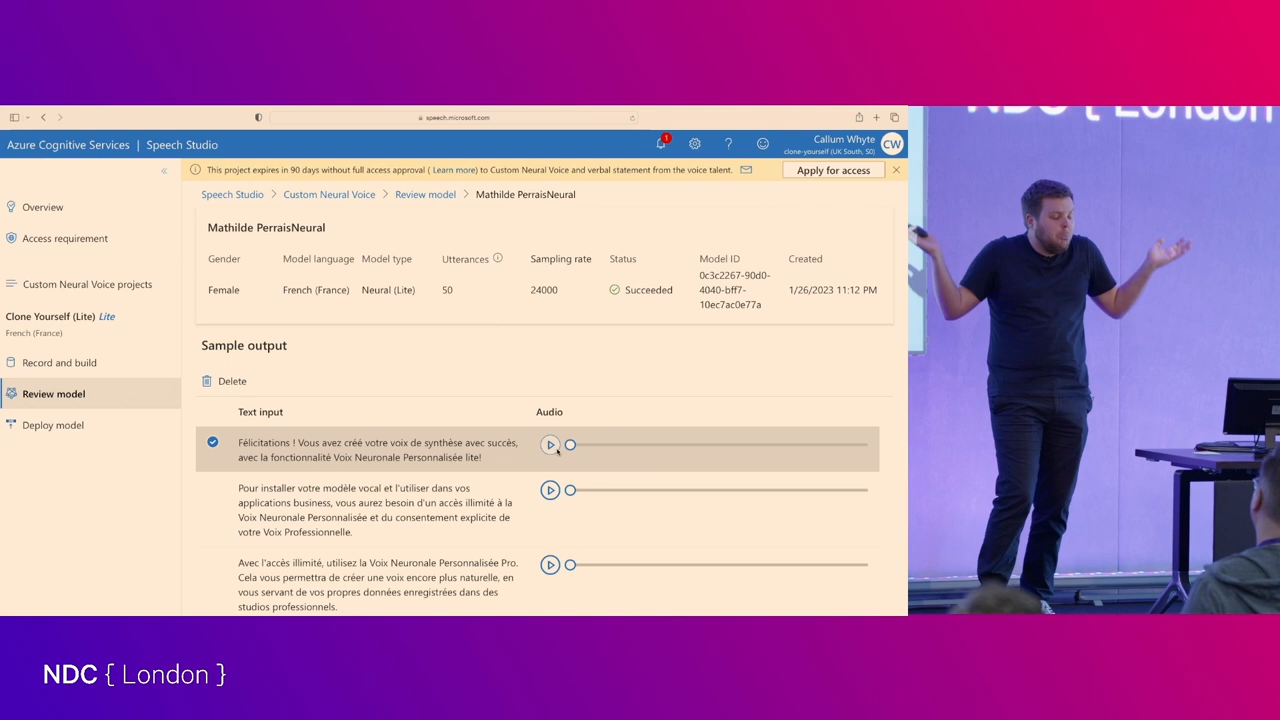 NDC { London
speech.microsoft.com
Azure Cognitive Services | Speech Studio
1
Callum Whyte
clone-yourself (UK South, S0)
CW
This project expires in 90 days without full access approval ( Learn more) to Custom Neural Voice and verbal statement from the voice talent.
Apply for access
Overview
Access requirement
Custom Neural Voice projects
Clone Yourself (Lite) Lite
French (France)
Record and build
Review model
Deploy model
Speech Studio > Custom Neural Voice > Review model > Mathilde PerraisNeural
Mathilde PerraisNeural
Gender Model language Model type Utterances Sampling rate Status Model ID Created
Female French (France) Neural (Lite) 50 24000 Succeeded 0c3c2267-90d0- 1/26/2023 11:12 PM
4040-bff7-
10ec7ac0e77a
Sample output
Delete
Text input Audio
Félicitations ! Vous avez créé votre voix de synthèse avec succès,
avec la fonctionnalité Voix Neuronale Personnalisée lite!
Pour installer votre modèle vocal et l'utiliser dans vos
applications business, vous aurez besoin d'un accès illimité à la
Voix Neuronale Personnalisée et du consentement explicite de
votre Voix Professionnelle.
Avec l'accès illimité, utilisez la Voix Neuronale Personnalisée Pro.
Cela vous permettra de créer une voix encore plus naturelle, en
vous servant de vos propres données enregistrées dans des
studios professionnels.
NDC { London }